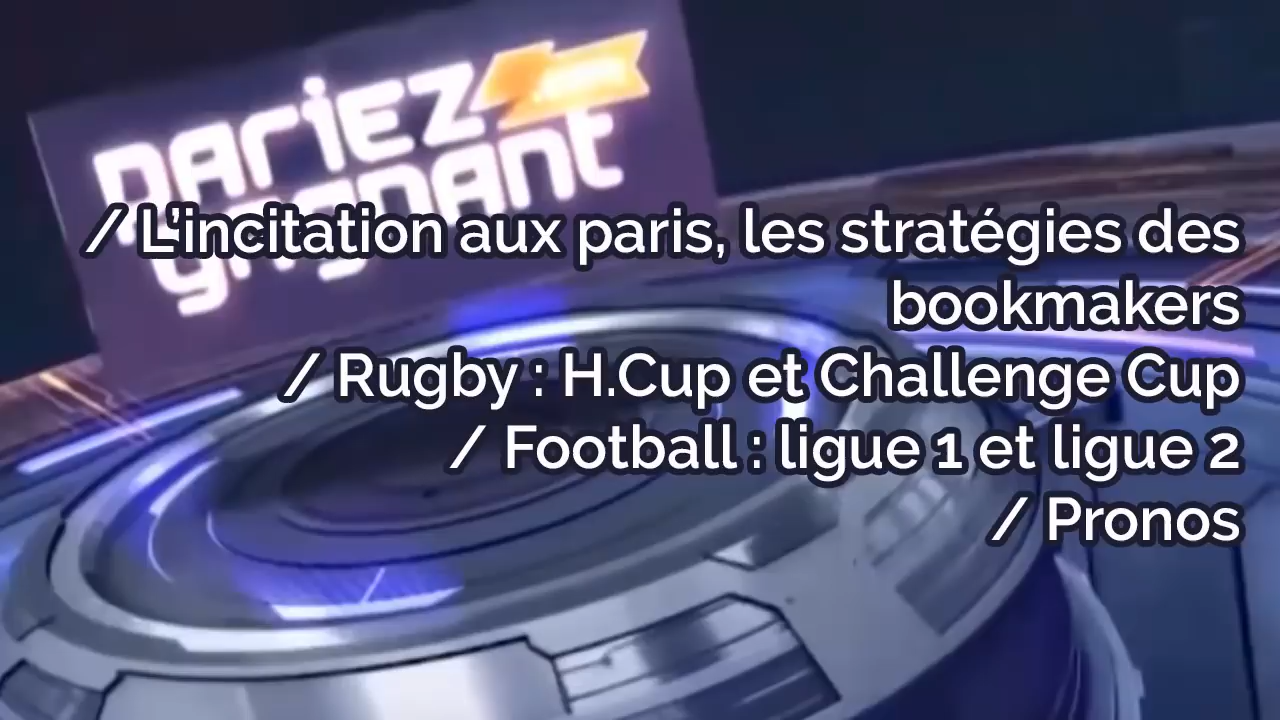 PARIEZ
gagnant
/ L'incitation aux paris, les stratégies des
bookmakers
/ Rugby : H.Cup et Challenge Cup
/ Football : ligue 1 et ligue 2
/ Pronos